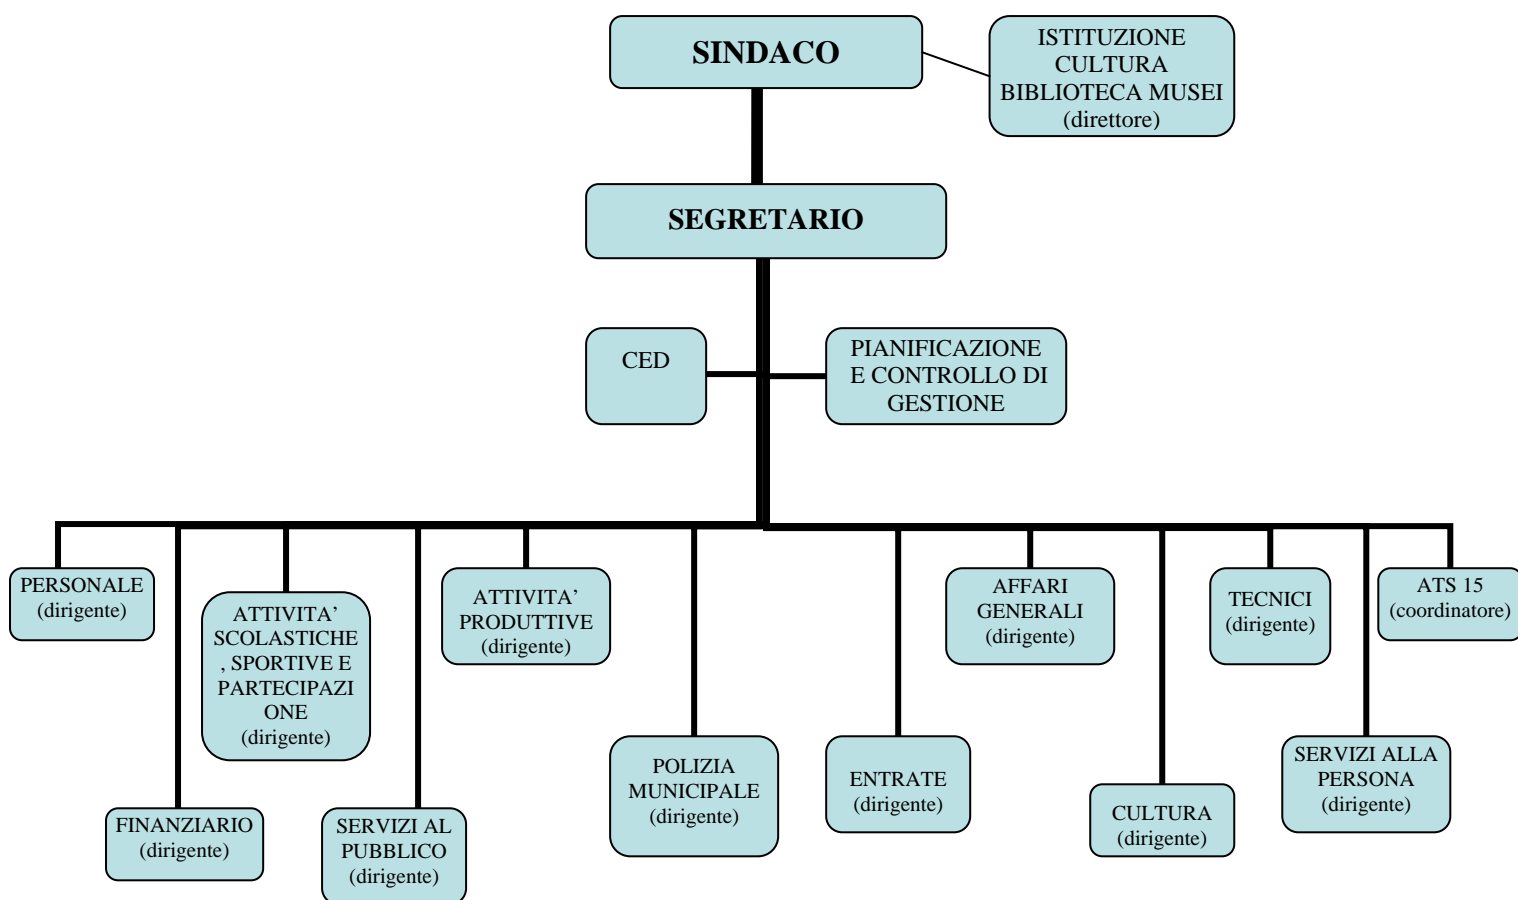 SINDACO
ISTITUZIONE
CULTURA
BIBLIOTECA MUSEI
(direttore)
SEGRETARIO
CED
PIANIFICAZIONE
E CONTROLLO DI
GESTIONE
PERSONALE
(dirigente)
FINANZIARIO
(dirigente)
ATTIVITA’
SCOLASTICHE
, SPORTIVE E
PARTECIPAZI
ONE
(dirigente)
SERVIZI AL
PUBBLICO
(dirigente)
ATTIVITA’
PRODUTTIVE
(dirigente)
POLIZIA
MUNICIPALE
(dirigente)
ENTRATE
(dirigente)
AFFARI
GENERALI
(dirigente)
CULTURA
(dirigente)
TECNICI
(dirigente)
SERVIZI ALLA
PERSONA
(dirigente)
ATS 15
(coordinatore)